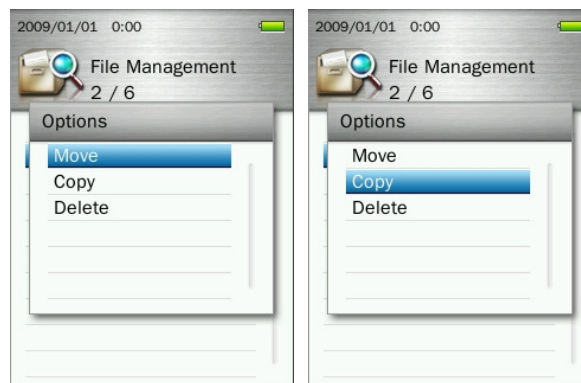 2009/01/01 0:00
File Management
2 / 6
Options
Move
Copy
Delete
2009/01/01 0:00
File Management
2 / 6
Options
Move
Copy
Delete